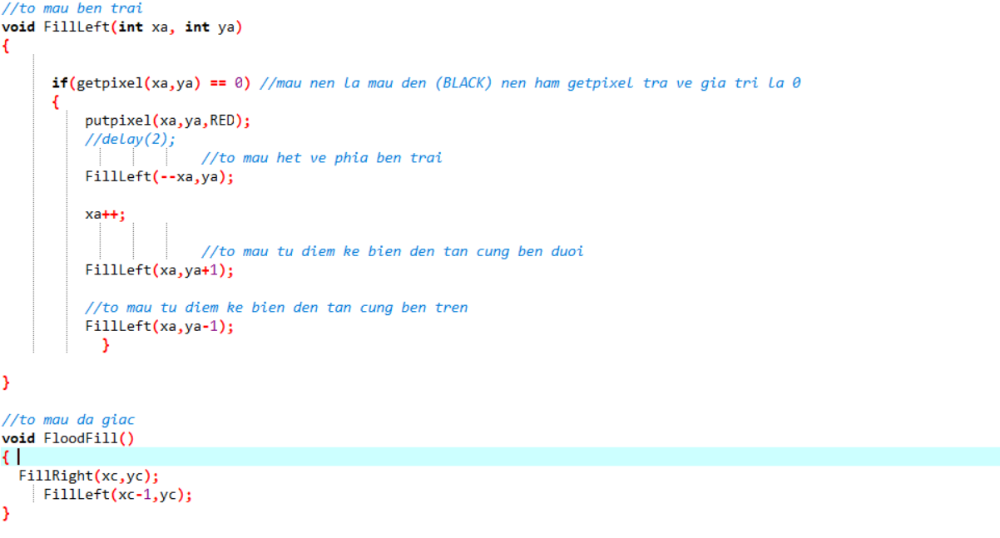 //to mau ben trai
void FillLeft(int xa, int ya)
{
if(getpixel(xa,ya) == 0) //mau nen la mau den (BLACK) nen ham getpixel tra ve gia tri la 0
{
putpixel(xa,ya,RED);
//delay(2);
//to mau het ve phia ben trai
FillLeft(--xa,ya);
xa++;
//to mau tu diem ke bien den tan cung ben duoi
FillLeft(xa,ya+1);
//to mau tu diem ke bien den tan cung ben tren
FillLeft(xa,ya-1);
}
}
//to mau da giac
void FloodFill()
{
FillRight(xc,yc);
FillLeft(xc-1,yc);
}